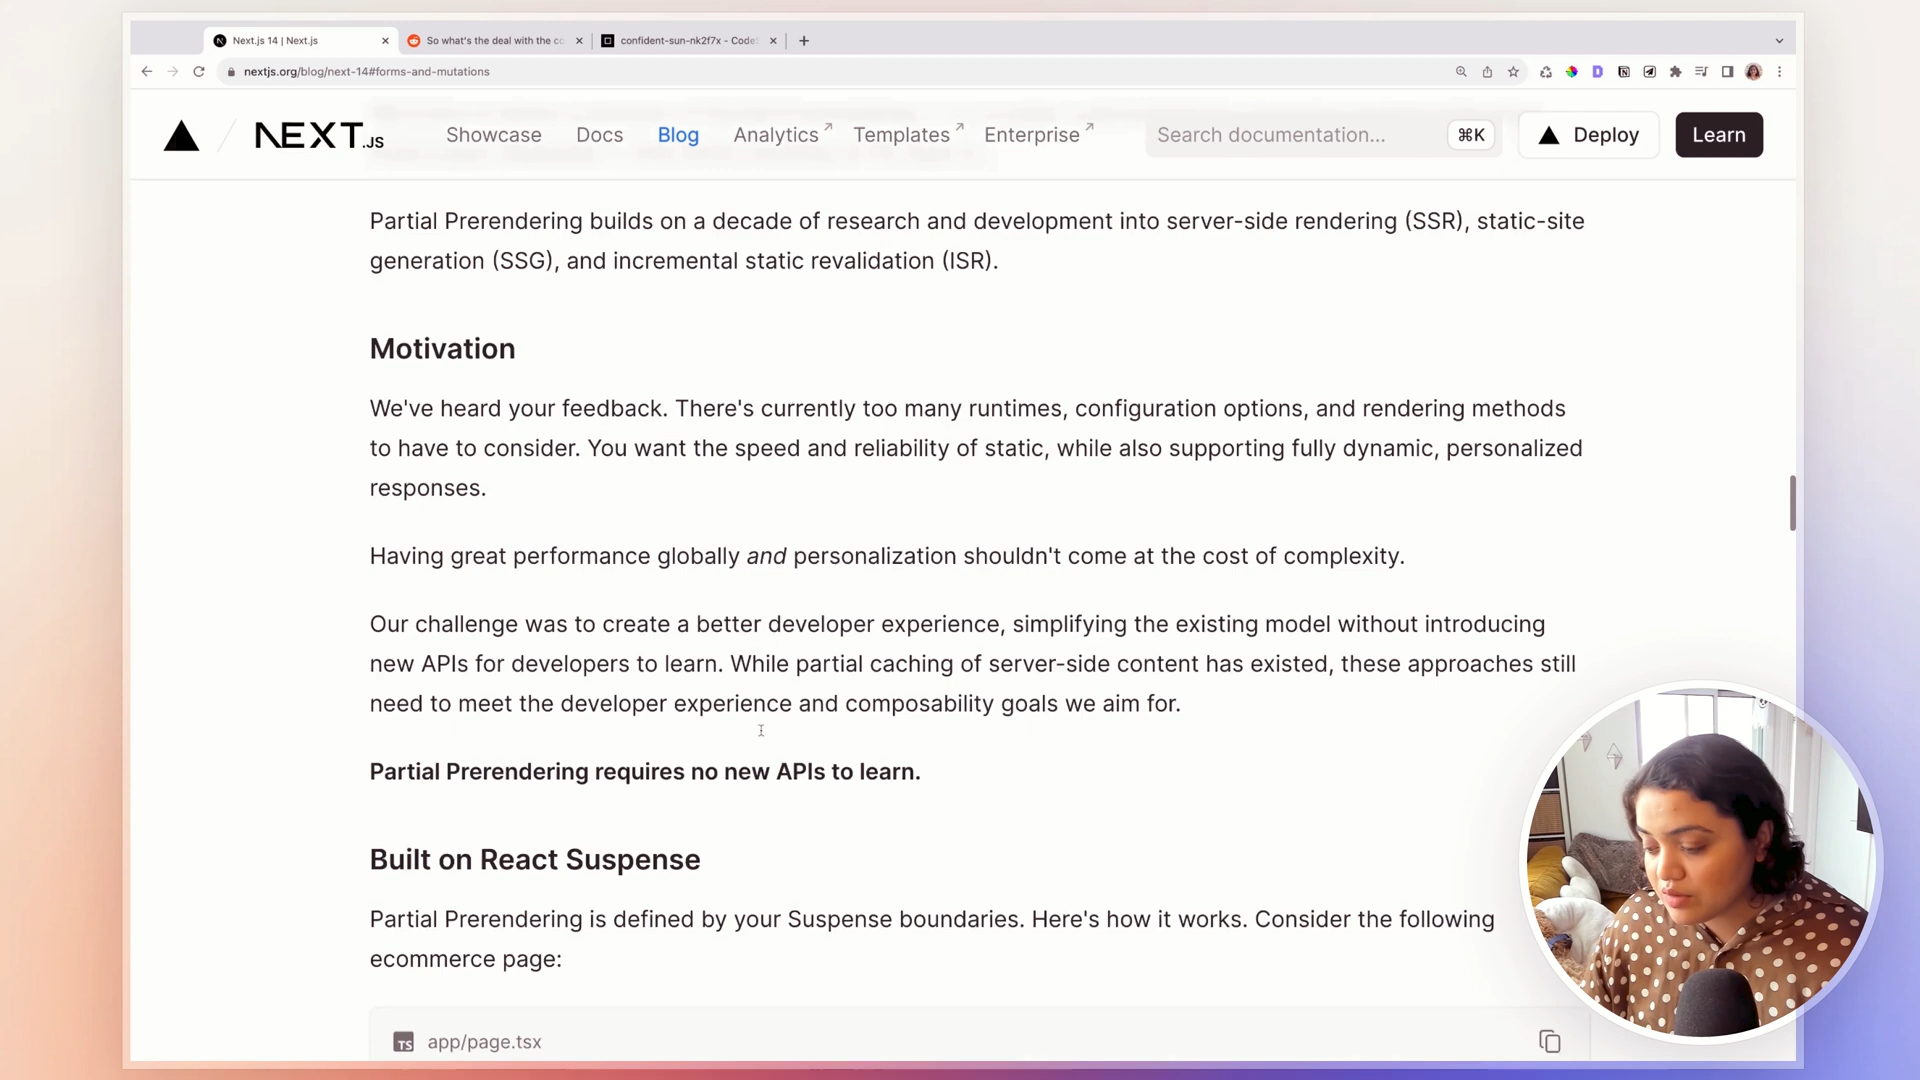 Next.js 14 | Next.js
So what's the deal with the co
confident-sun-nk2f7x - CodeS
nextjs.org/blog/next-14#forms-and-mutations
NEXT.JS
Showcase
Docs
Blog
Analytics
Templates
Enterprise
Search documentation...
⌘K
Deploy
Learn
Partial Prerendering builds on a decade of research and development into server-side rendering (SSR), static-site
generation (SSG), and incremental static revalidation (ISR).
Motivation
We've heard your feedback. There's currently too many runtimes, configuration options, and rendering methods
to have to consider. You want the speed and reliability of static, while also supporting fully dynamic, personalized
responses.
Having great performance globally and personalization shouldn't come at the cost of complexity.
Our challenge was to create a better developer experience, simplifying the existing model without introducing
new APIs for developers to learn. While partial caching of server-side content has existed, these approaches still
need to meet the developer experience and composability goals we aim for.
Partial Prerendering requires no new APIs to learn.
Built on React Suspense
Partial Prerendering is defined by your Suspense boundaries. Here's how it works. Consider the following
ecommerce page:
TS app/page.tsx